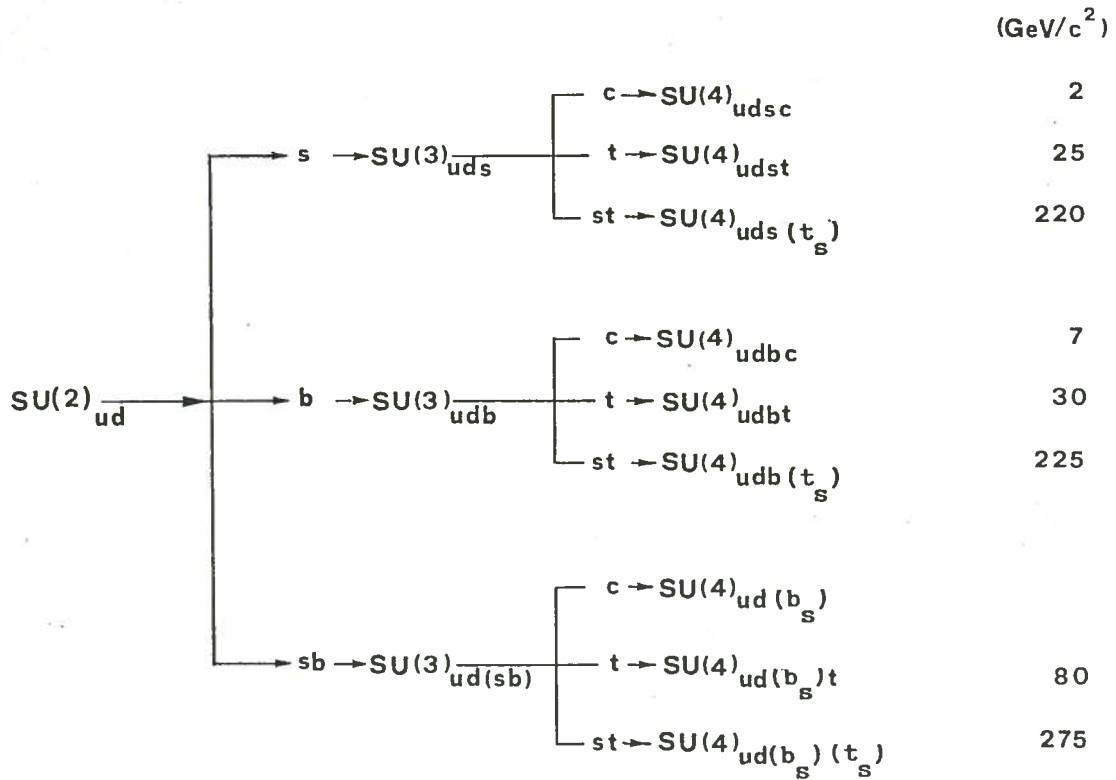 (GeV/c²)
c → SU(4)udsc 2
s → SU(3)uds t → SU(4)udst 25
st → SU(4)uds(ts) 220
c → SU(4)udbc 7
SU(2)ud b → SU(3)udb t → SU(4)udbt 30
st → SU(4)udb(ts) 225
c → SU(4)ud(bs)
sb → SU(3)ud(sb) t → SU(4)ud(bs)t 80
st → SU(4)ud(bs)(ts) 275